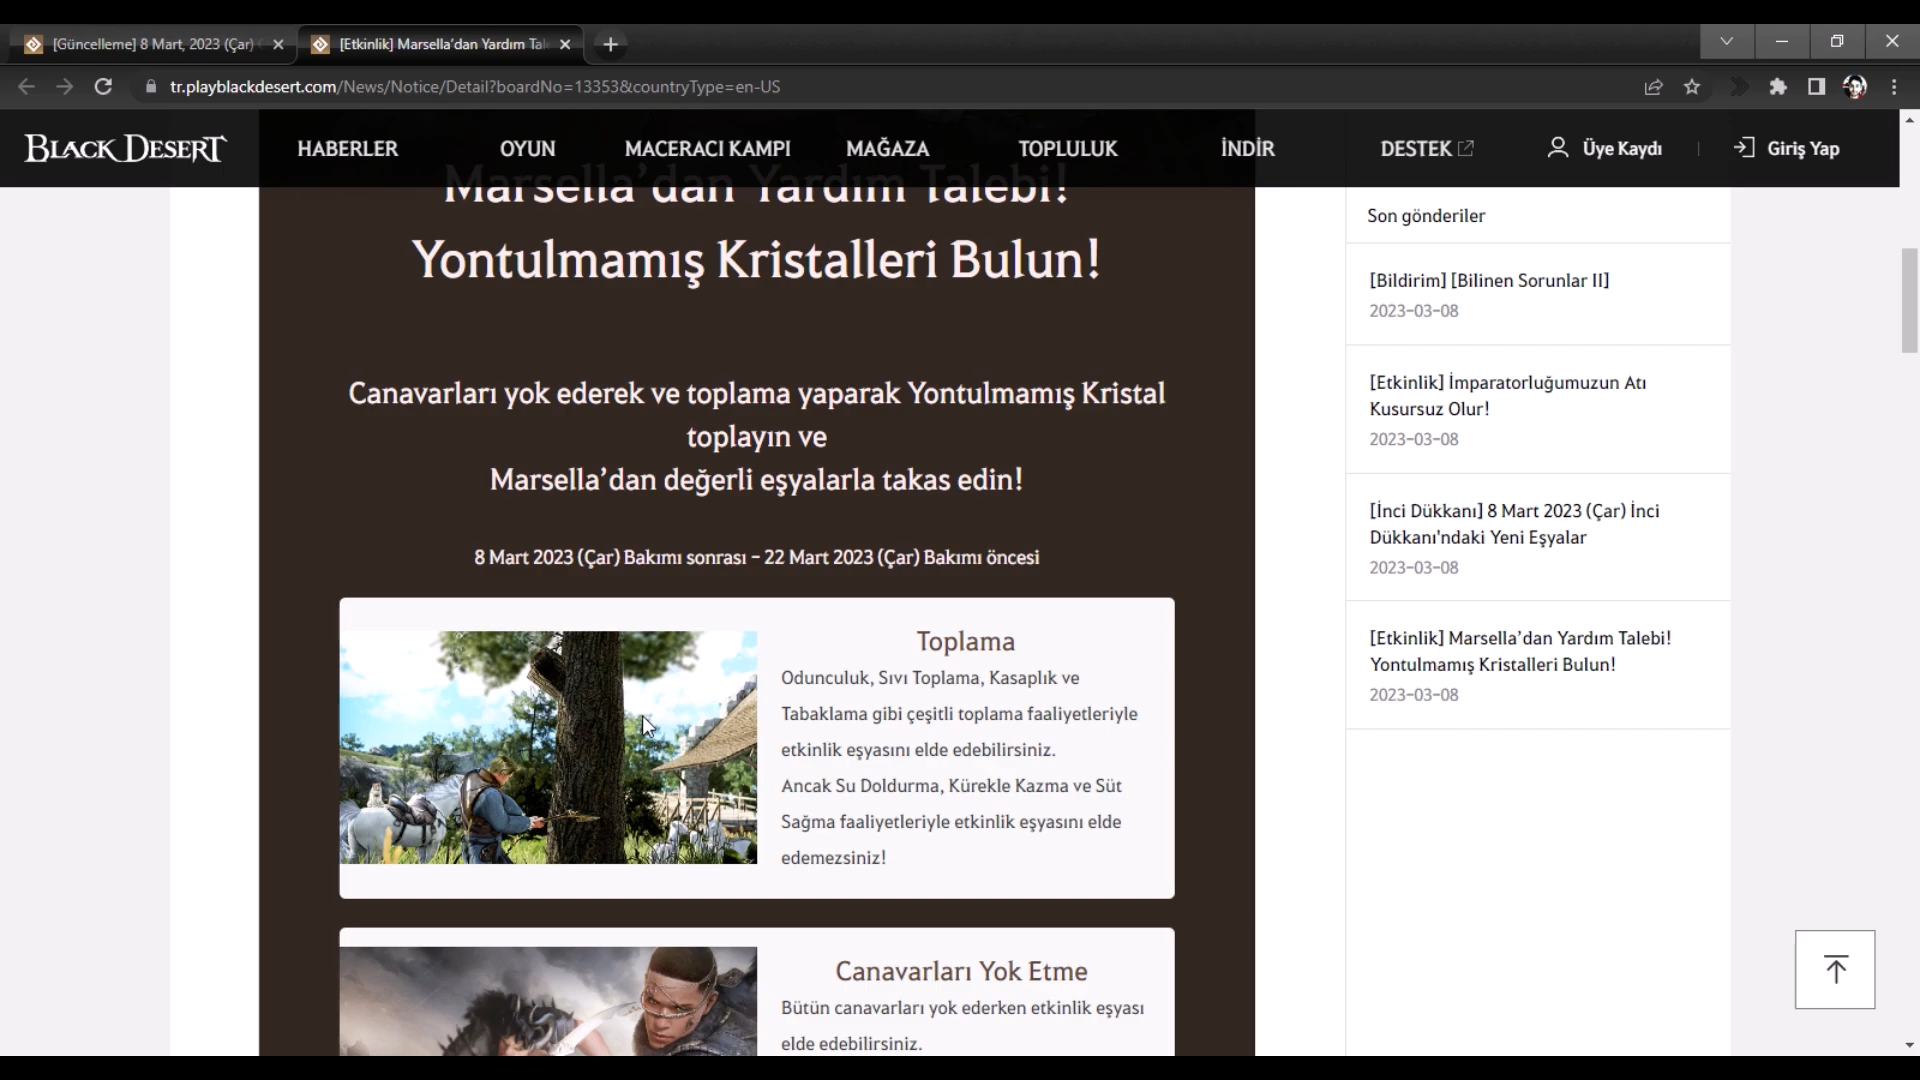 [Güncelleme] 8 Mart, 2023 (Çar)
[Etkinlik] Marsella’dan Yardım Tal
tr.playblackdesert.com/News/Notice/Detail?boardNo=13353&countryType=en-US
BLACK DESERT
HABERLER
OYUN
MACERACI KAMPI
MAĞAZA
TOPLULUK
İNDİR
DESTEK
Üye Kaydı
Giriş Yap
Marsella’dan Yardım Talebi!
Yontulmamış Kristalleri Bulun!
Canavarları yok ederek ve toplama yaparak Yontulmamış Kristal
toplayın ve
Marsella’dan değerli eşyalarla takas edin!
8 Mart 2023 (Çar) Bakımı sonrası – 22 Mart 2023 (Çar) Bakımı öncesi
Toplama
Odunculuk, Sıvı Toplama, Kasaplık ve
Tabaklama gibi çeşitli toplama faaliyetleriyle
etkinlik eşyasını elde edebilirsiniz.
Ancak Su Doldurma, Kürekle Kazma ve Süt
Sağma faaliyetleriyle etkinlik eşyasını elde
edemezsiniz!
Canavarları Yok Etme
Bütün canavarları yok ederken etkinlik eşyası
elde edebilirsiniz.
Son gönderiler
[Bildirim] [Bilinen Sorunlar II]
2023-03-08
[Etkinlik] İmparatorluğumuzun Atı
Kusursuz Olur!
2023-03-08
[İnci Dükkanı] 8 Mart 2023 (Çar) İnci
Dükkanı'ndaki Yeni Eşyalar
2023-03-08
[Etkinlik] Marsella’dan Yardım Talebi!
Yontulmamış Kristalleri Bulun!
2023-03-08